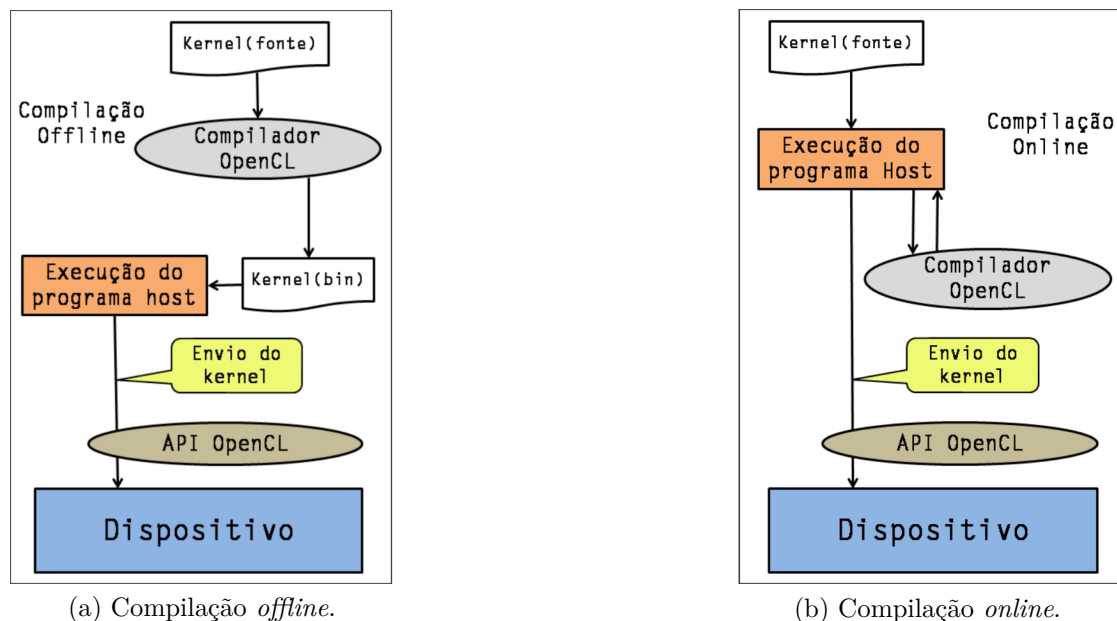 Kernel(fonte)
Compilação
Offline
Compilador
OpenCL
Execução do
programa host
Kernel(bin)
Envio do
kernel
API OpenCL
Dispositivo
(a) Compilação offline.
Kernel(fonte)
Execução do
programa Host
Compilação
Online
Compilador
OpenCL
Envio do
kernel
API OpenCL
Dispositivo
(b) Compilação online.